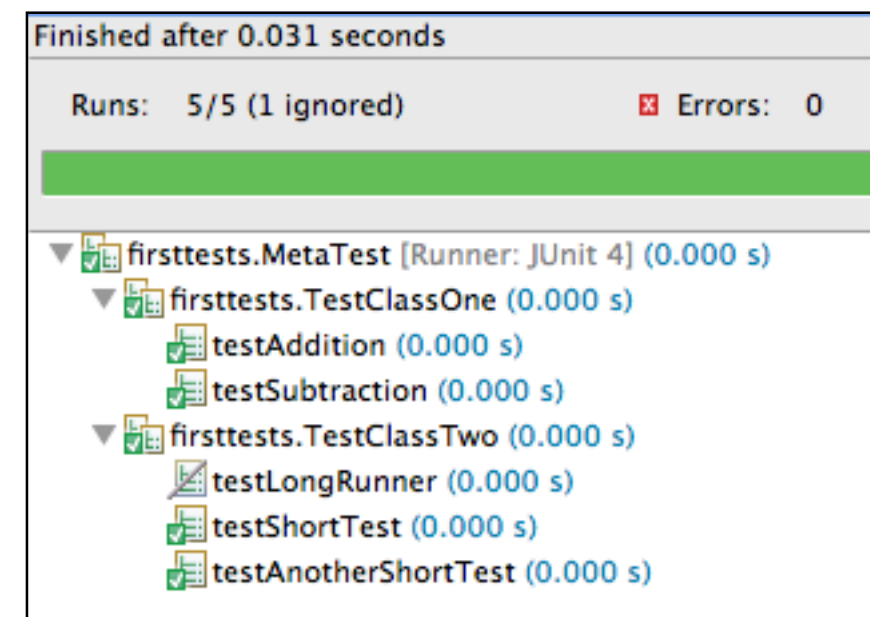 Finished after 0.031 seconds
Runs: 5/5 (1 ignored) Errors: 0
firsttests.MetaTest [Runner: JUnit 4] (0.000 s)
firsttests.TestClassOne (0.000 s)
testAddition (0.000 s)
testSubtraction (0.000 s)
firsttests.TestClassTwo (0.000 s)
testLongRunner (0.000 s)
testShortTest (0.000 s)
testAnotherShortTest (0.000 s)